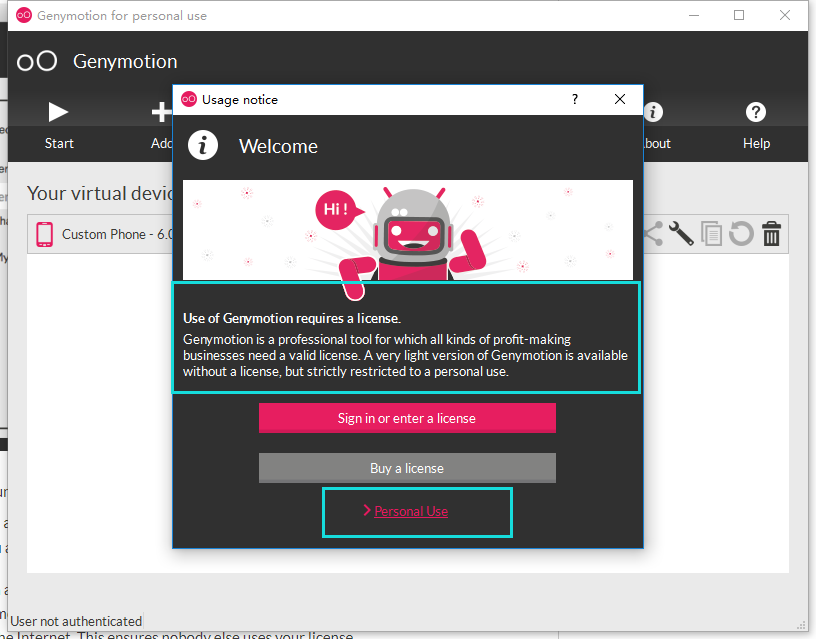 Genymotion for personal use
Genymotion
Usage notice
?
Start
Add
bout
Help
Welcome
Your virtual devic
Hi !
Custom Phone - 6.0
Use of Genymotion requires a license.
Genymotion is a professional tool for which all kinds of profit-making
businesses need a valid license. A very light version of Genymotion is available
without a license, but strictly restricted to a personal use.
Sign in or enter a license
Buy a license
Personal Use
User not authenticated
he Internet. This ensures nobody else uses your license